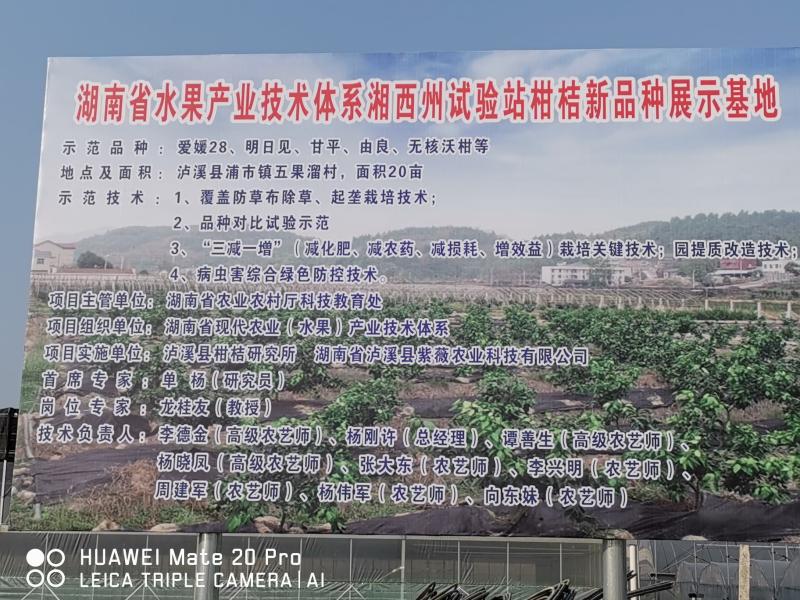 湖南省水果产业技术体系湘西州试验站柑桔新品种展示基地
示范品种：爱媛28、明日见、甘平、由良、无核沃柑等
地点及面积：泸溪县浦市镇五果溜村，面积20亩
示范技术：1、覆盖防草布除草、起垄栽培技术；
2、品种对比试验示范
3、“三减一增”（减化肥、减农药、减损耗、增效益）栽培关键技术；园提质改造技术；
4、病虫害综合绿色防控技术。
项目主管单位：湖南省农业农村厅科技教育处
项目组织单位：湖南省现代农业（水果）产业技术体系
项目实施单位：泸溪县柑桔研究所 湖南省泸溪县紫薇农业科技有限公司
首席专家：单杨（研究员）
岗位专家：龙桂友（教授）
技术负责人：李德金（高级农艺师）、杨刚许（总经理）、谭善生（高级农艺师）、
杨晓凤（高级农艺师）、张大东（农艺师）、李兴明（农艺师）、
周建军（农艺师）、杨伟军（农艺师）、向东妹（农艺师）
HUAWEI Mate 20 Pro
LEICA TRIPLE CAMERA | AI